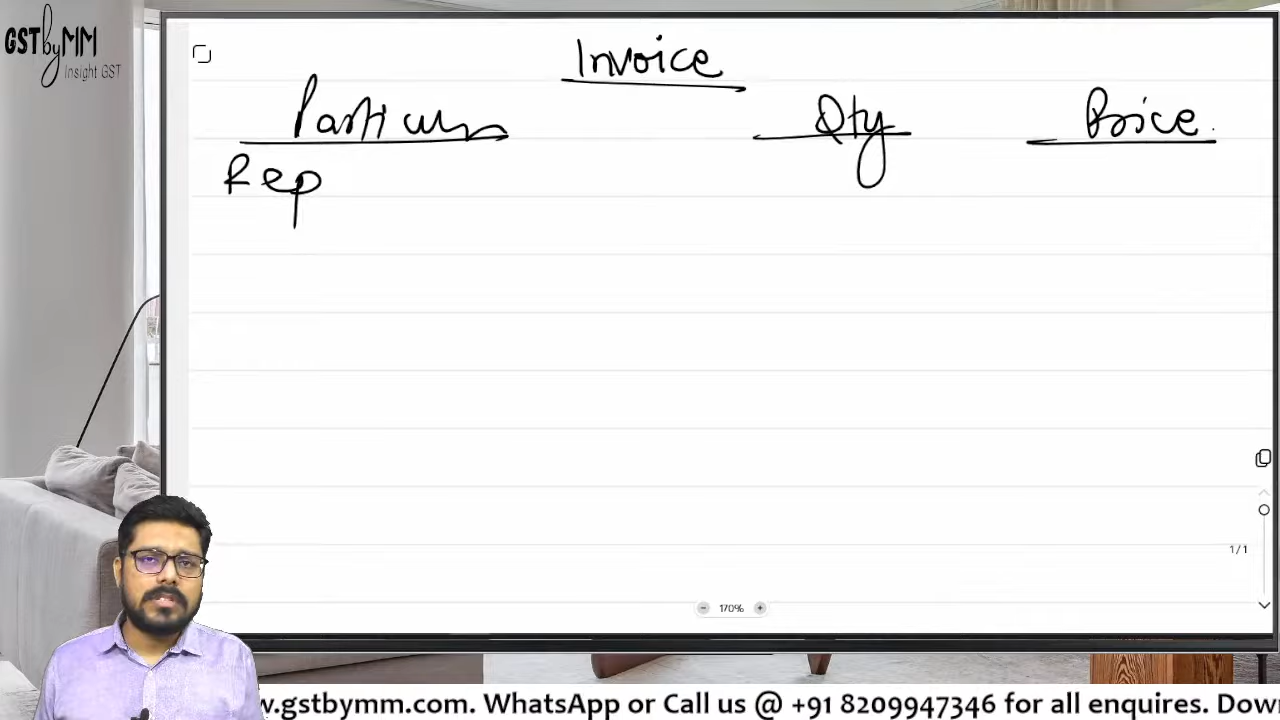 GSTbyMM
Insight GST
Invoice
Particulars Qty Price
Rep
1/1
170%
w.gstbymm.com. WhatsApp or Call us @ +91 8209947346 for all enquires. Dow